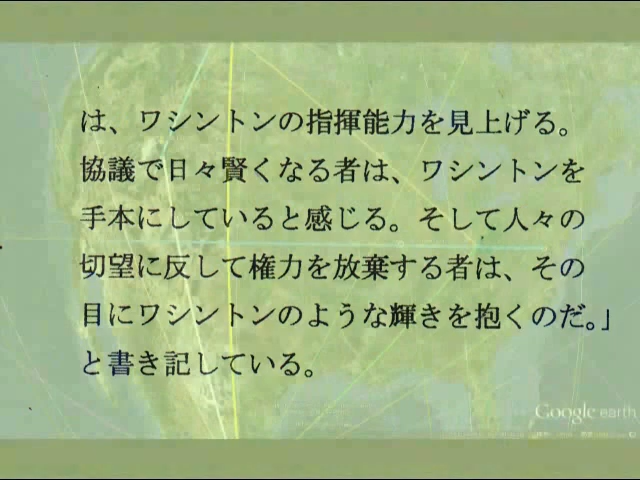 は、ワシントンの指揮能力を見上げる。
協議で日々賢くなる者は、ワシントンを
手本にしていると感じる。そして人々の
切望に反して権力を放棄する者は、その
目にワシントンのような輝きを抱くのだ。」
と書き記している。
Google earth